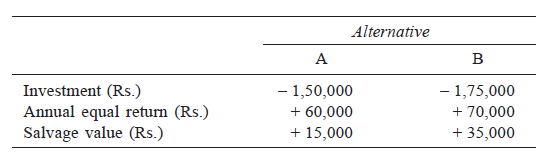 Alternative
A B
Investment (Rs.) – 1,50,000 – 1,75,000
Annual equal return (Rs.) + 60,000 + 70,000
Salvage value (Rs.) + 15,000 + 35,000